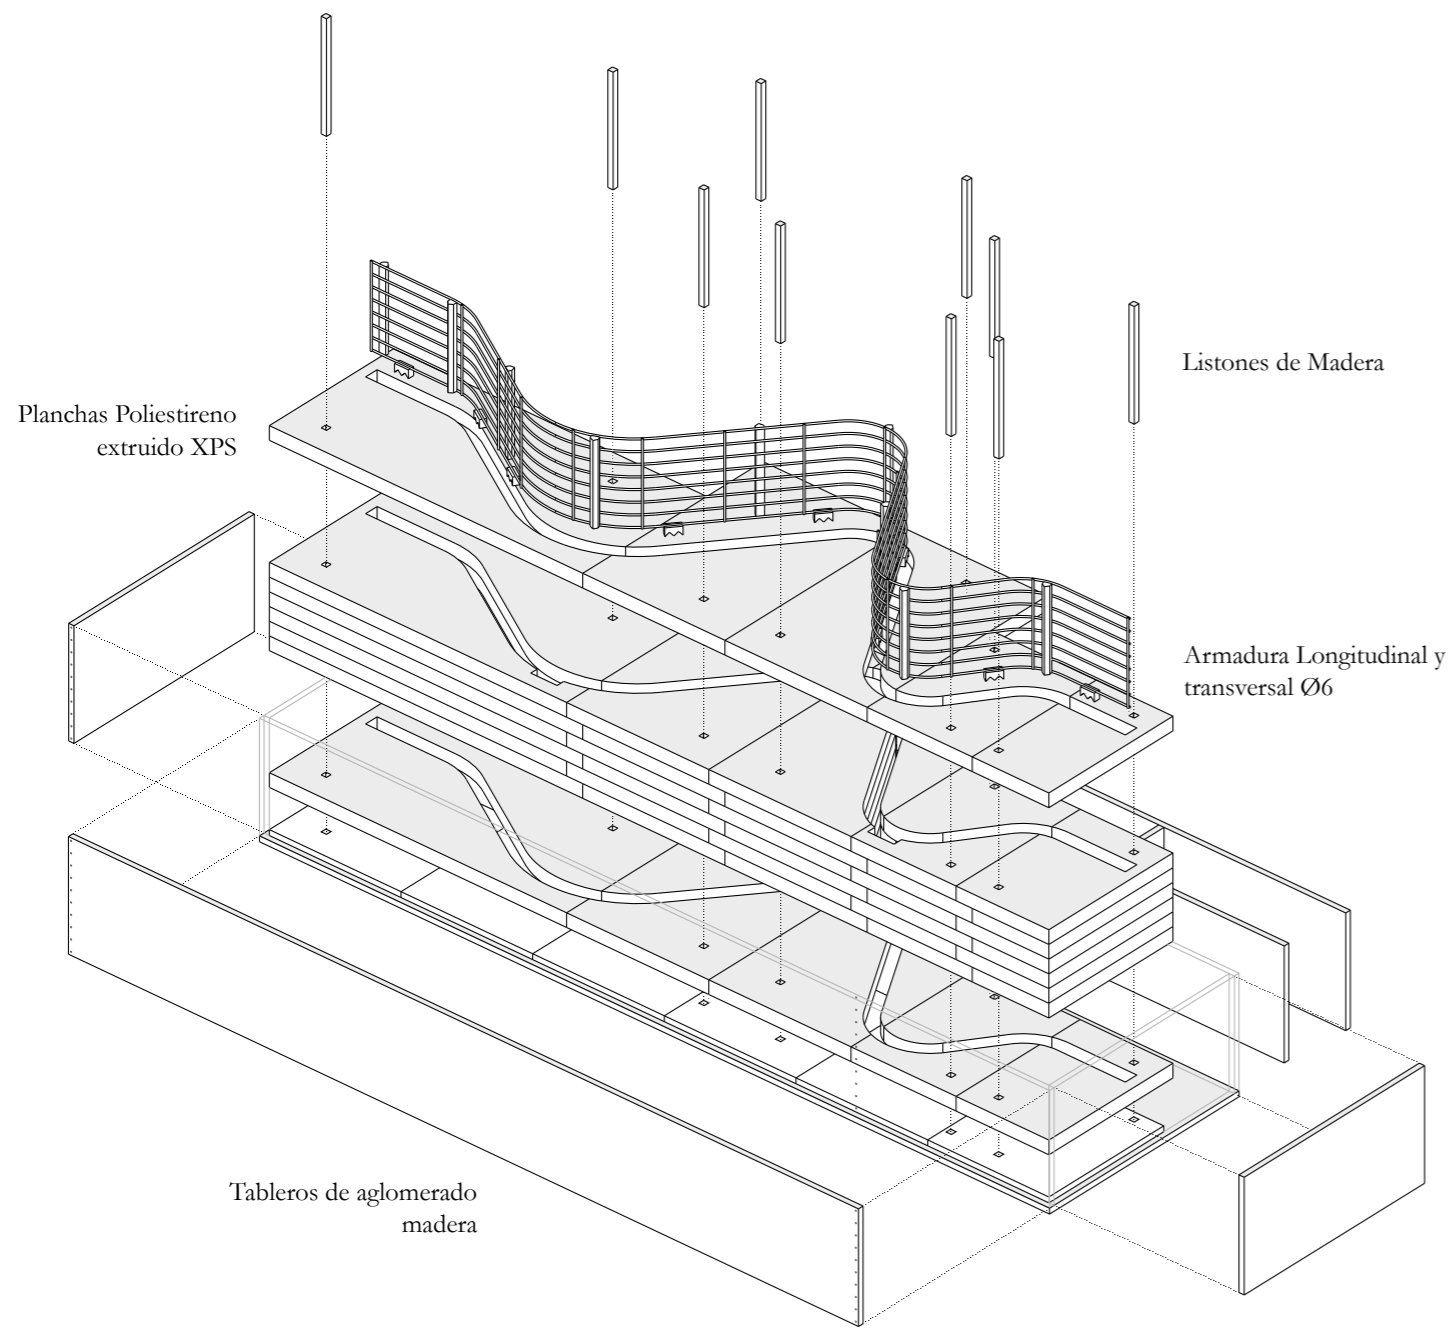 Listones de Madera
Planchas Poliestireno
extruido XPS
Armadura Longitudinal y
transversal Ø6
Tableros de aglomerado
madera